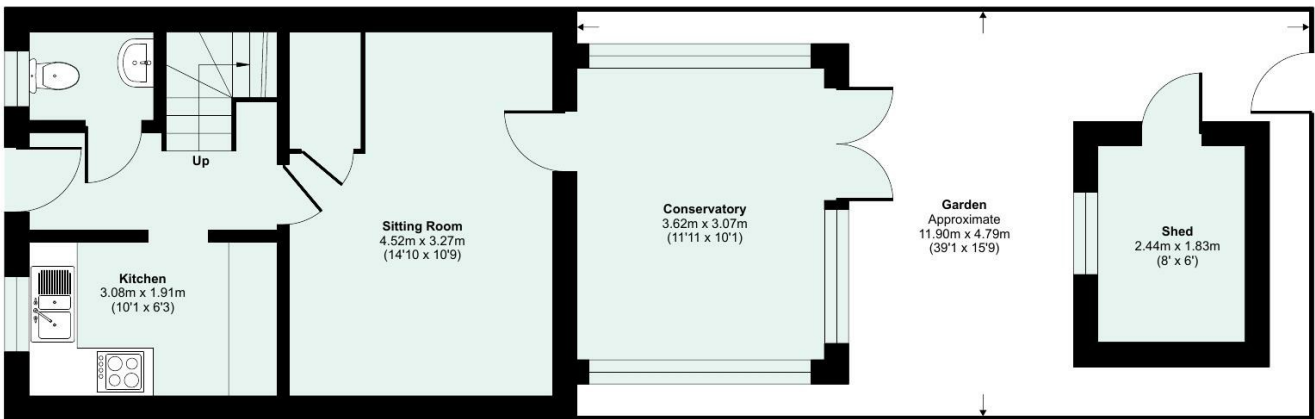 Up
Sitting Room
4.52m x 3.27m
(14'10 x 10'9)
Kitchen
3.08m x 1.91m
(10'1 x 6'3)
Conservatory
3.62m x 3.07m
(11'11 x 10'1)
Garden
Approximate
11.90m x 4.79m
(39'1 x 15'9)
Shed
2.44m x 1.83m
(8' x 6')